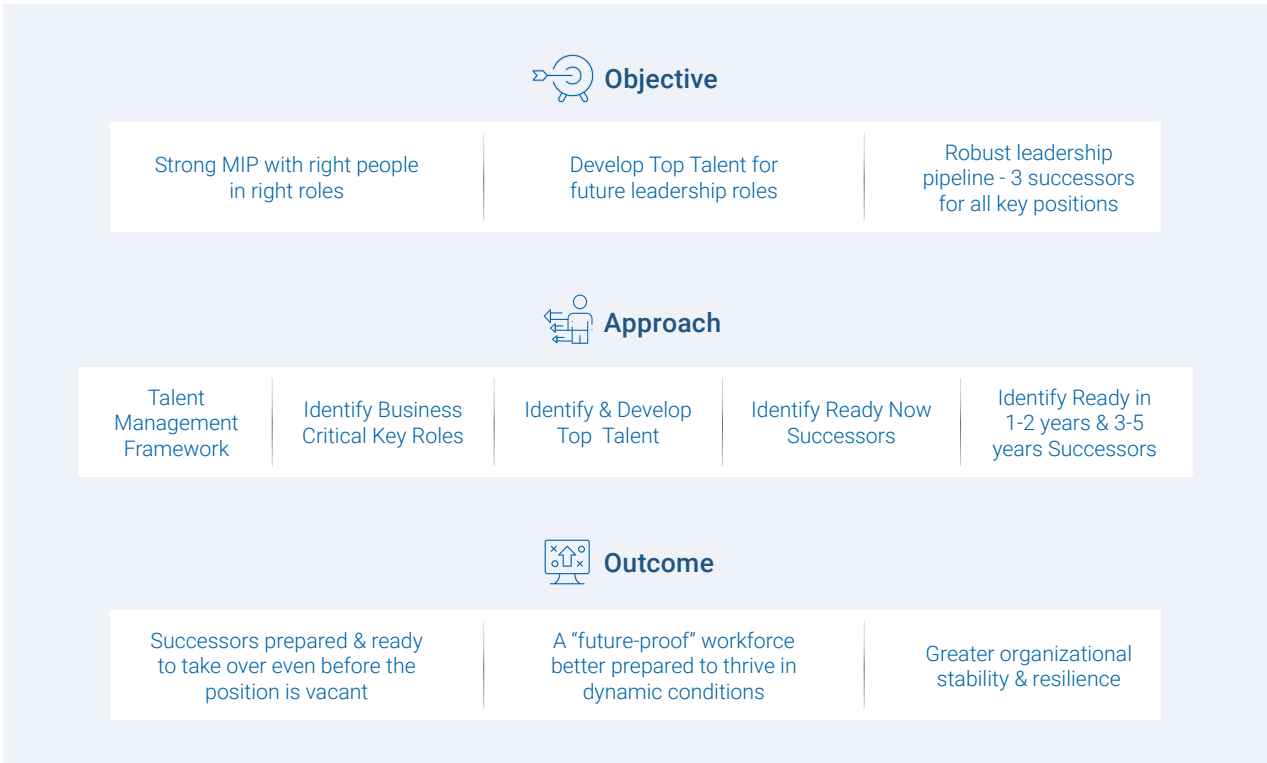 Objective
Strong MIP with right people
in right roles
Develop Top Talent for
future leadership roles
Robust leadership
pipeline - 3 successors
for all key positions
Approach
Talent
Management
Framework
Identify Business
Critical Key Roles
Identify & Develop
Top Talent
Identify Ready Now
Successors
Identify Ready in
1-2 years & 3-5
years Successors
Outcome
Successors prepared & ready
to take over even before the
position is vacant
A “future-proof” workforce
better prepared to thrive in
dynamic conditions
Greater organizational
stability & resilience